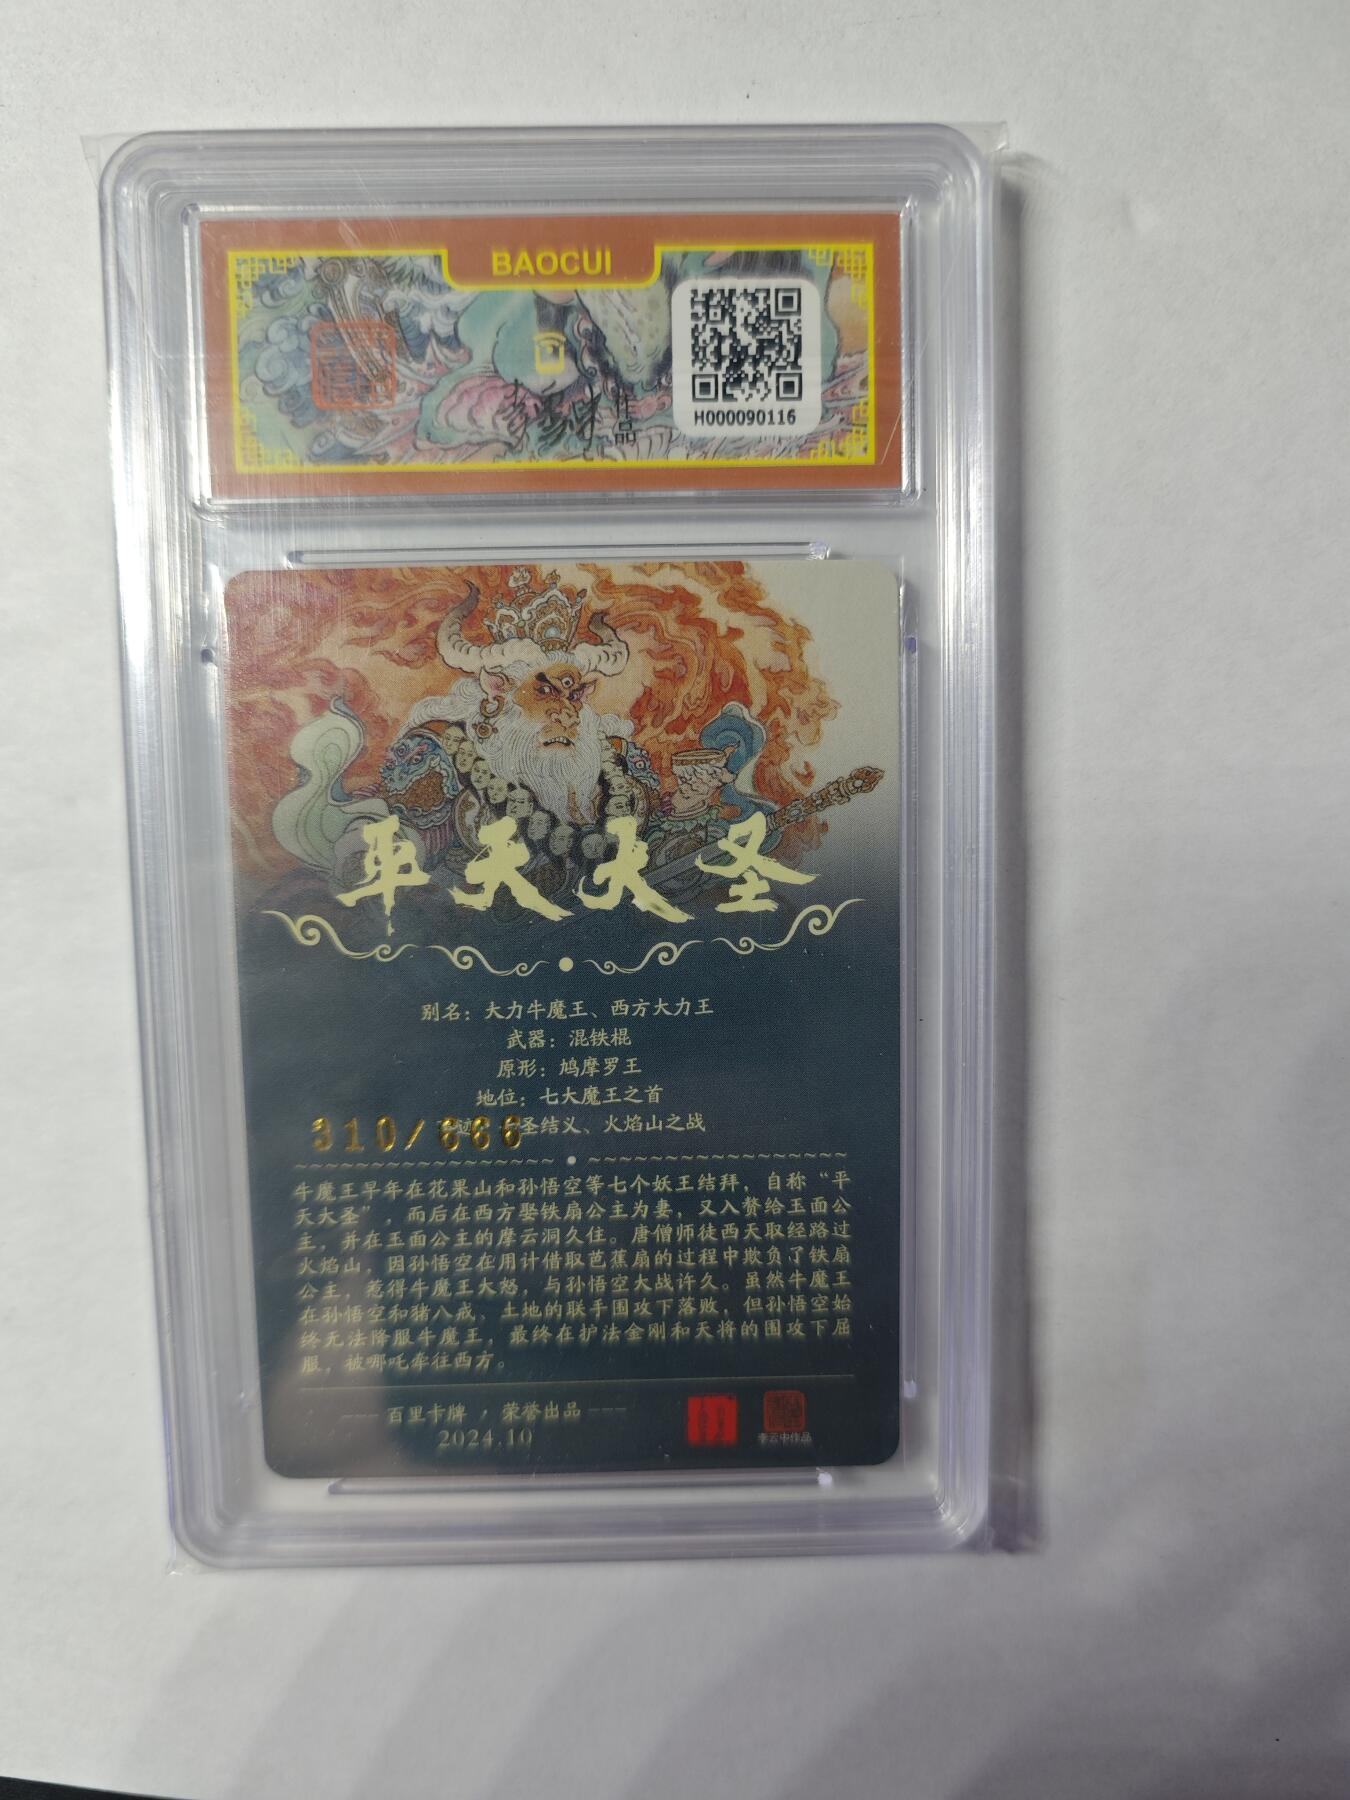 BAOCUI
作品
H000090116
平天大圣
别名：大力牛魔王、西方大力王
武器：混铁棍
原形：鸠摩罗王
地位：七大魔王之首
圣结义、火焰山之战
310/666
牛魔王早年在花果山和孙悟空等七个妖王结拜，自称“平
天大圣”，而后在西方娶铁扇公主为妻，又入赘给玉面公
主，并在玉面公主的摩云洞久住。唐僧师徒西天取经路过
火焰山，因孙悟空在用计借取芭蕉扇的过程中欺负了铁扇
公主，惹得牛魔王大怒，与孙悟空大战许久。虽然牛魔王
在孙悟空和猪八戒、土地的联手围攻下落败，但孙悟空始
终无法降服牛魔王，最终在护法金刚和天将的围攻下屈
服，被哪吒牵往西方。
--- 百里卡牌 , 荣誉出品 ---
2024.10
李云中作品